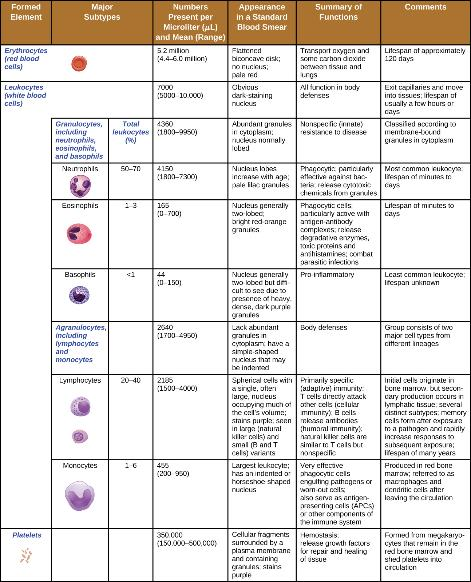 Formed
Element
Major
Subtypes
Numbers
Present per
Microliter (µL)
and Mean (Range)
Appearance
in a Standard
Blood Smear
Summary of
Functions
Comments
Erythrocytes
(red blood
cells)
5.2 million
(4.4–6.0 million)
Flattened
biconcave disk;
no nucleus;
pale red
Transport oxygen and
some carbon dioxide
between tissue and
lungs
Lifespan of approximately
120 days
Leukocytes
(white blood
cells)
7000
(5000–10,000)
Obvious
dark-staining
nucleus
All function in body
defenses
Exit capillaries and move
into tissues; lifespan of
usually a few hours or
days
Granulocytes,
including
neutrophils,
eosinophils,
and basophils
Total
leukocytes
(%)
4360
(1800–9950)
Abundant granules
in cytoplasm;
nucleus normally
lobed
Nonspecific (innate)
resistance to disease
Classified according to
membrane-bound
granules in cytoplasm
Neutrophils
50–70
4150
(1800–7300)
Nucleus lobes
increase with age;
pale lilac granules
Phagocytic; particularly
effective against bac-
teria; release cytotoxic
chemicals from granules
Most common leukocyte;
lifespan of minutes to
days
Eosinophils
1–3
165
(0–700)
Nucleus generally
two-lobed;
bright red-orange
granules
Phagocytic cells;
particularly active with
antigen-antibody
complexes; release
degradative enzymes,
toxic proteins and
antihistamines; combat
parasitic infections
Lifespan of minutes to
days
Basophils
<1
44
(0–150)
Nucleus generally
two-lobed but diffi-
cult to see due to
presence of heavy,
dense, dark purple
granules
Pro-inflammatory
Least common leukocyte;
lifespan unknown
Agranulocytes,
including
lymphocytes
and
monocytes
2640
(1700–4950)
Lack abundant
granules in
cytoplasm; have a
simple-shaped
nucleus that may
be indented
Body defenses
Group consists of two
major cell types from
different lineages
Lymphocytes
20–40
2185
(1500–4000)
Spherical cells with
a single, often
large, nucleus
occupying much of
the cell's volume;
stains purple; seen
in large (natural
killer cells) and
small (B and T
cells) variants
Primarily specific
(adaptive) immunity;
T cells directly attack
other cells (cellular
immunity); B cells
release antibodies
(humoral immunity);
natural killer cells are
similar to T cells but
nonspecific
Initial cells originate in
bone marrow, but secon-
dary production occurs in
lymphatic tissue; several
distinct subtypes; memory
cells form after exposure
to a pathogen and rapidly
increase responses to
subsequent exposure;
lifespan of many years
Monocytes
1–6
455
(200–950)
Largest leukocyte;
has an indented or
horseshoe-shaped
nucleus
Very effective
phagocytic cells
engulfing pathogens or
worn-out cells;
also serve as antigen-
presenting cells (APCs)
or other components of
the immune system
Produced in red bone
marrow; referred to as
macrophages and
dendritic cells after
leaving the circulation
Platelets
350,000
(150,000–500,000)
Cellular fragments
surrounded by a
plasma membrane
and containing
granules; stains
purple
Hemostasis;
release growth factors
for repair and healing
of tissue
Formed from megakaryo-
cytes that remain in the
red bone marrow and
shed platelets into
circulation